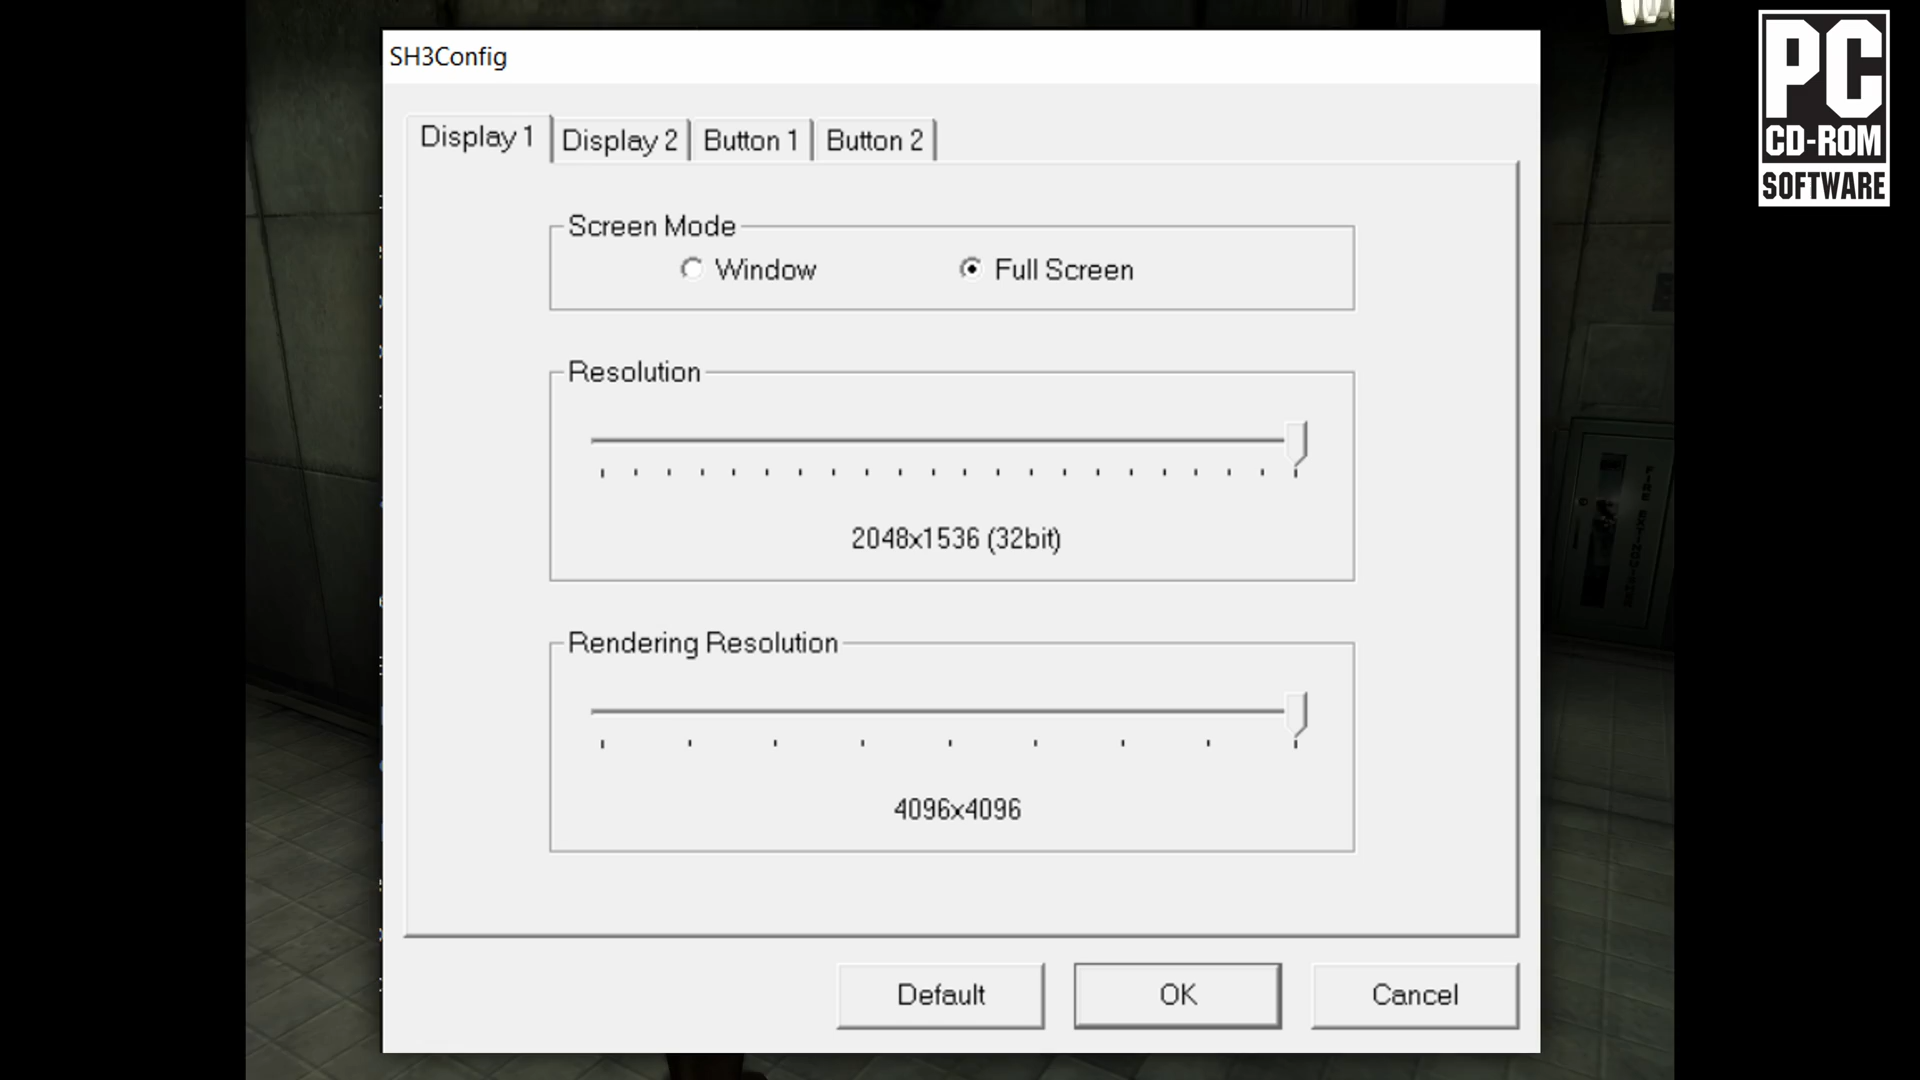 SH3Config
PC
CD-ROM
SOFTWARE
Display 1
Display 2
Button 1
Button 2
Screen Mode
Window
Full Screen
Resolution
2048x1536 (32bit)
Rendering Resolution
4096x4096
Default
OK
Cancel